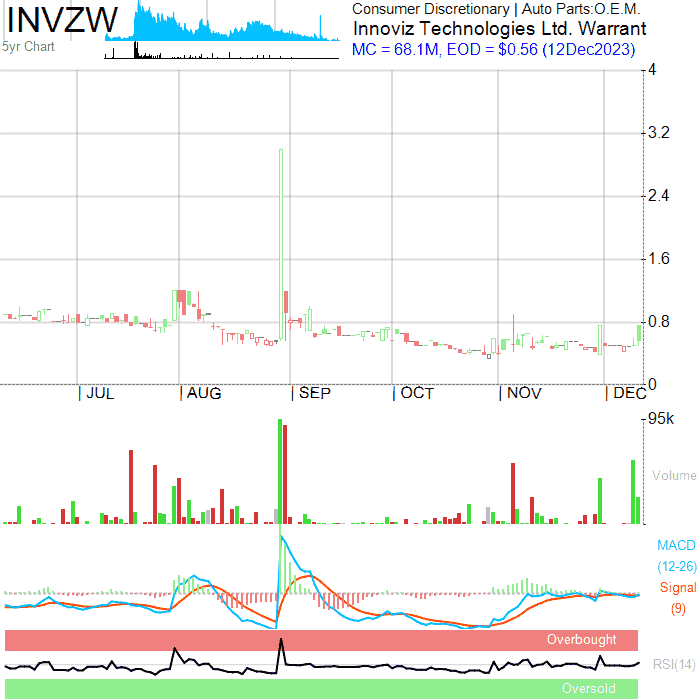 INVZW
5yr Chart
Consumer Discretionary | Auto Parts:O.E.M.
Innoviz Technologies Ltd. Warrant
MC = 68.1M, EOD = $0.56 (12Dec2023)
4
3.2
2.4
1.6
0.8
0
| JUL | AUG | SEP | OCT | NOV | DEC
95k
Volume
MACD
(12-26)
Signal
(9)
Overbought
RSI(14)
Oversold